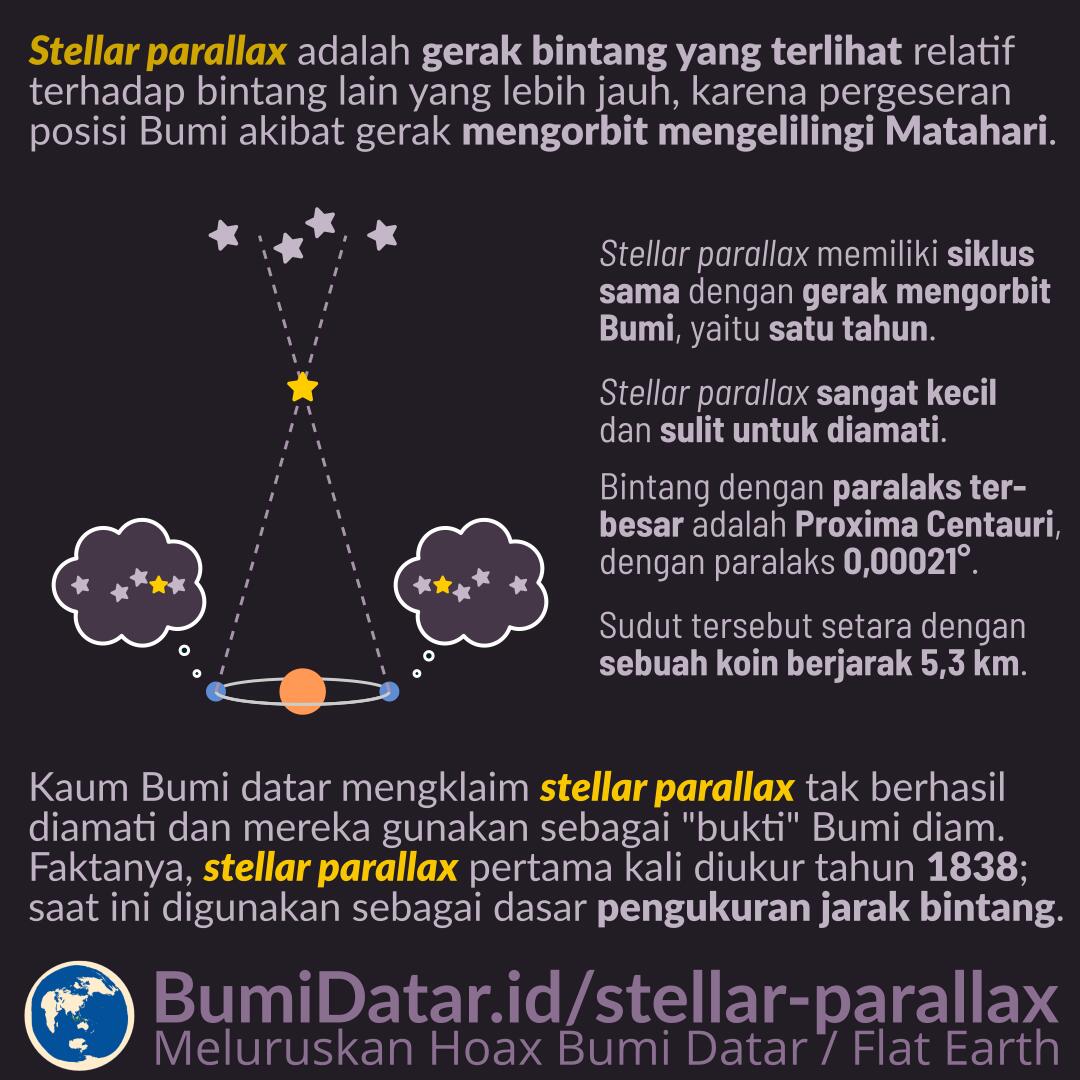 Stellar parallax adalah gerak bintang yang terlihat relatif
terhadap bintang lain yang lebih jauh, karena pergeseran
posisi Bumi akibat gerak mengorbit mengelilingi Matahari.
Stellar parallax memiliki siklus
sama dengan gerak mengorbit
Bumi, yaitu satu tahun.
Stellar parallax sangat kecil
dan sulit untuk diamati.
Bintang dengan paralaks ter-
besar adalah Proxima Centauri,
dengan paralaks 0,00021°.
Sudut tersebut setara dengan
sebuah koin berjarak 5,3 km.
Kaum Bumi datar mengklaim stellar parallax tak berhasil
diamati dan mereka gunakan sebagai "bukti" Bumi diam.
Faktanya, stellar parallax pertama kali diukur tahun 1838;
saat ini digunakan sebagai dasar pengukuran jarak bintang.
BumiDatar.id/stellar-parallax
Meluruskan Hoax Bumi Datar / Flat Earth